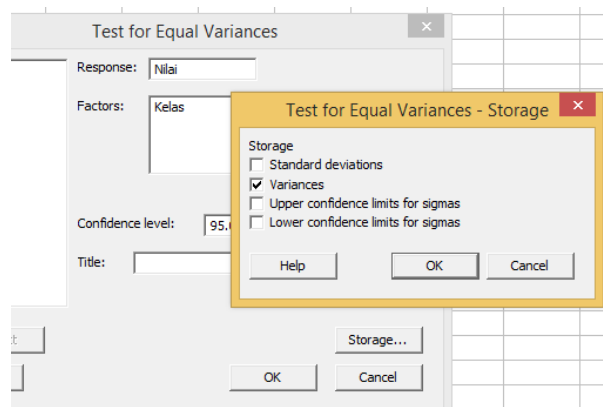 Test for Equal Variances
Response: Nilai
Factors: Kelas
Confidence level: 95,
Title:
Storage...
OK Cancel
Test for Equal Variances - Storage
Storage
Standard deviations
Variances
Upper confidence limits for sigmas
Lower confidence limits for sigmas
Help OK Cancel